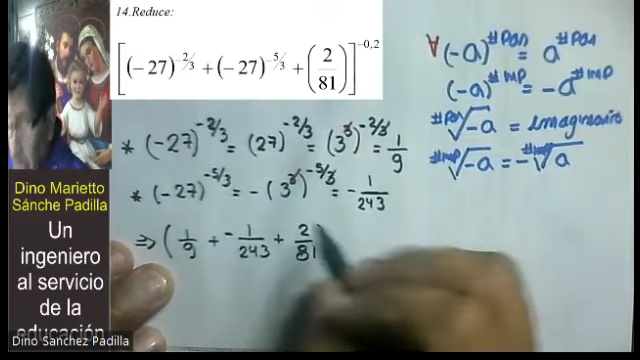 14.Reduce:
[(-27)^{-2/3} + (-27)^{-5/3} + (2/81)]^{-0,2}
∀ (-a)^{# Par} = a^{# Par}
(-a)^{# IMP} = -a^{# IMP}
^{# Par}√-a = imaginario
^{# IMP}√-a = - ^{# IMP}√a
* (-27)^{-2/3} = (27)^{-2/3} = (3^3)^{-2/3} = 1/9
* (-27)^{-5/3} = -(3^3)^{-5/3} = - 1/243
⇒ (1/9 + - 1/243 + 2/81)
Dino Marietto
Sánche Padilla
Un
ingeniero
al servicio
de la
educación
Dino Sanchez Padilla